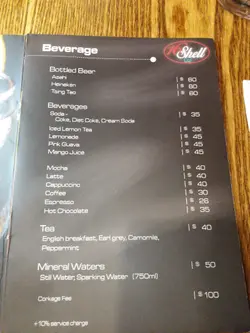 Beverage
Shell
Bottled Beer
Asahi | $ 60
Heineken | $ 60
Tsing Tao | $ 60
Beverages
Soda - | $ 35
Coke, Diet Coke, Cream Soda
Iced Lemon Tea | $ 45
Lemonade | $ 45
Pink Guava | $ 45
Mango Juice | $ 45
Mocha | $ 40
Latte | $ 40
Cappuccino | $ 40
Coffee | $ 30
Espresso | $ 26
Hot Chocolate | $ 35
Tea | $ 40
English breakfast, Earl grey, Camomile,
Peppermint
Mineral Waters | $ 50
Still Water, Sparking Water (750ml)
Corkage Fee | $ 100
+ 10% service charge